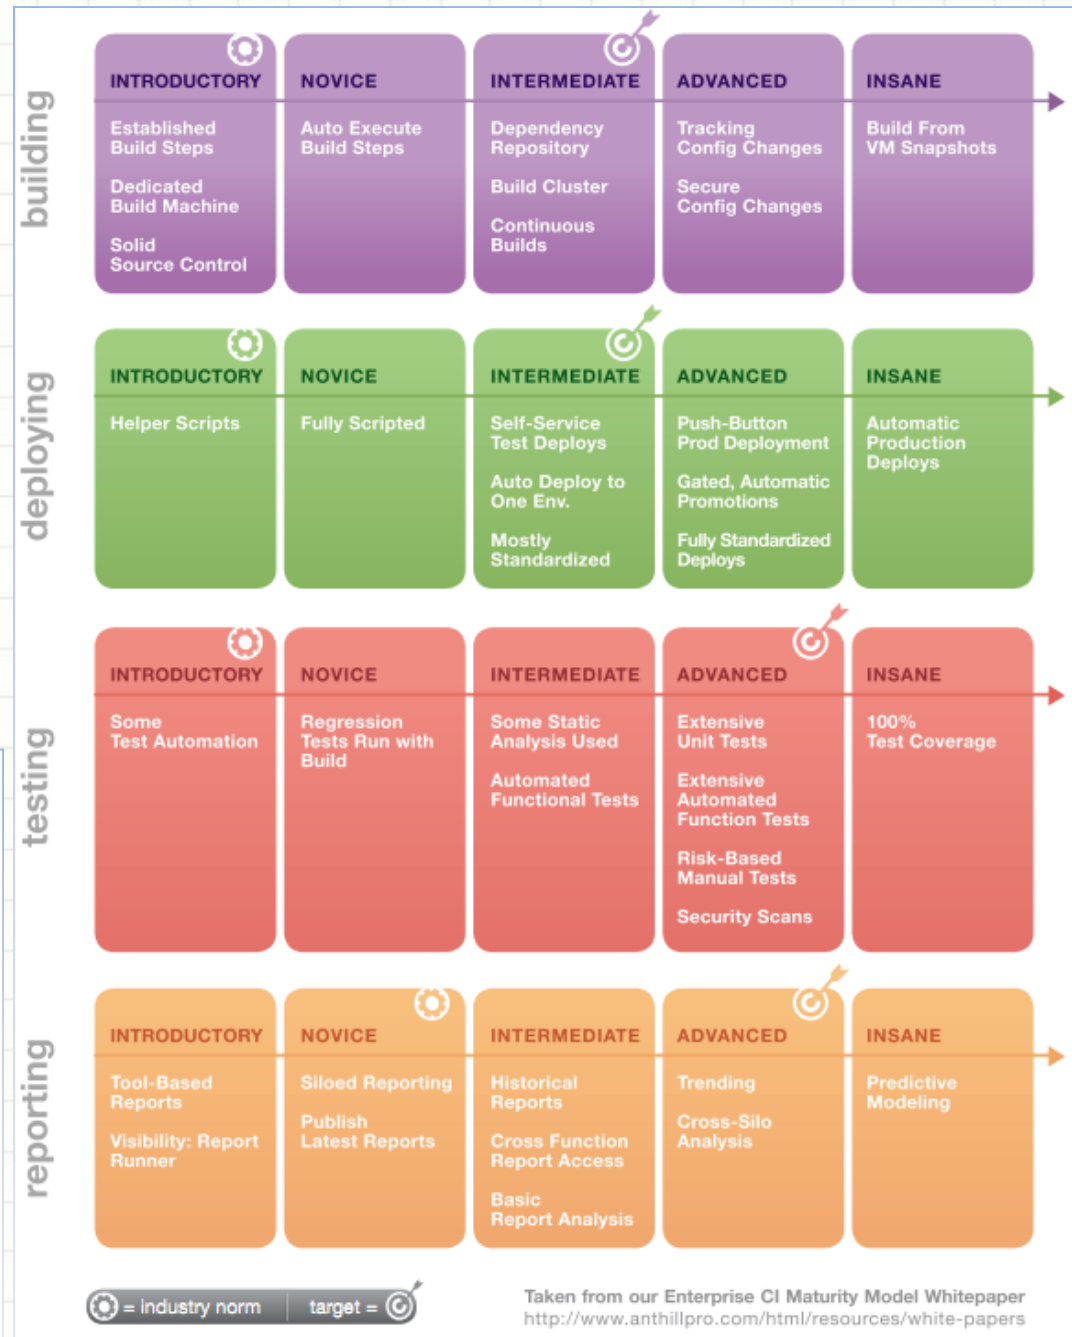 building
INTRODUCTORY
Established
Build Steps
Dedicated
Build Machine
Solid
Source Control
NOVICE
Auto Execute
Build Steps
INTERMEDIATE
Dependency
Repository
Build Cluster
Continuous
Builds
ADVANCED
Tracking
Config Changes
Secure
Config Changes
INSANE
Build From
VM Snapshots
deploying
INTRODUCTORY
Helper Scripts
NOVICE
Fully Scripted
INTERMEDIATE
Self-Service
Test Deploys
Auto Deploy to
One Env.
Mostly
Standardized
ADVANCED
Push-Button
Prod Deployment
Gated, Automatic
Promotions
Fully Standardized
Deploys
INSANE
Automatic
Production
Deploys
testing
INTRODUCTORY
Some
Test Automation
NOVICE
Regression
Tests Run with
Build
INTERMEDIATE
Some Static
Analysis Used
Automated
Functional Tests
ADVANCED
Extensive
Unit Tests
Extensive
Automated
Function Tests
Risk-Based
Manual Tests
Security Scans
INSANE
100%
Test Coverage
reporting
INTRODUCTORY
Tool-Based
Reports
Visibility: Report
Runner
NOVICE
Siloed Reporting
Publish
Latest Reports
INTERMEDIATE
Historical
Reports
Cross Function
Report Access
Basic
Report Analysis
ADVANCED
Trending
Cross-Silo
Analysis
INSANE
Predictive
Modeling
= industry norm
target =
Taken from our Enterprise CI Maturity Model Whitepaper
http://www.anthillpro.com/html/resources/white-papers